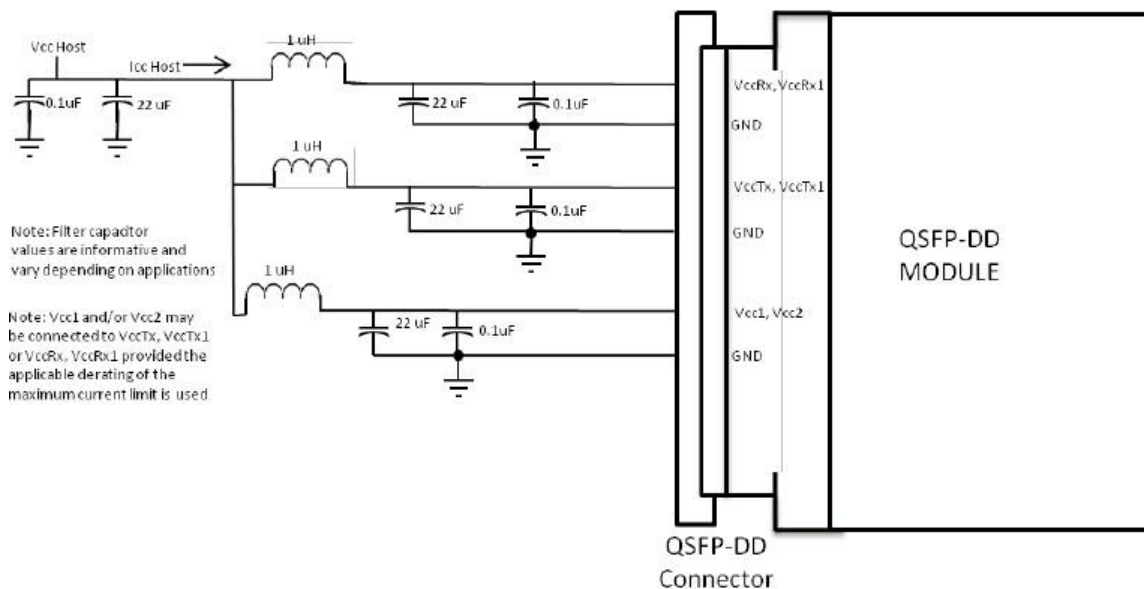 1 uH
Vcc Host
Icc Host
0.1uF
22 uF
22 uF
0.1uF
VccRx, VccRx1
GND
1 uH
22 uF
0.1uF
VccTx, VccTx1
GND
Note: Filter capacitor
values are informative and
vary depending on applications
1 uH
22 uF
0.1uF
Vcc1, Vcc2
GND
Note: Vcc1 and/or Vcc2 may
be connected to VccTx, VccTx1
or VccRx, VccRx1 provided the
applicable derating of the
maximum current limit is used
QSFP-DD
MODULE
QSFP-DD
Connector